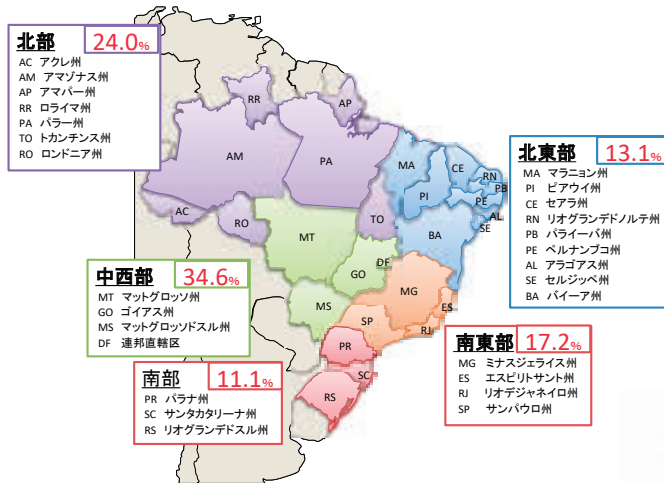 北部 24.0%
AC アクレ州
AM アマゾナス州
AP アマパー州
RR ロライマ州
PA パラー州
TO トカンチンス州
RO ロンドニア州
北東部 13.1%
MA マラニョン州
PI ピアウイ州
CE セアラ州
RN リオグランデドノルテ州
PB パライーバ州
PE ペルナンブコ州
AL アラゴアス州
SE セルジッペ州
BA バイーア州
中西部 34.6%
MT マットグロッソ州
GO ゴイアス州
MS マットグロッソドスル州
DF 連邦直轄区
南東部 17.2%
MG ミナスジェライス州
ES エスピリトサント州
RJ リオデジャネイロ州
SP サンパウロ州
南部 11.1%
PR パラナ州
SC サンタカタリーナ州
RS リオグランデドスル州
RR
AP
AM
PA
MA
CE
RN
PB
PI
PE
AL
SE
AC
RO
TO
BA
MT
DF
GO
MG
MS
ES
SP
RJ
PR
SC
RS